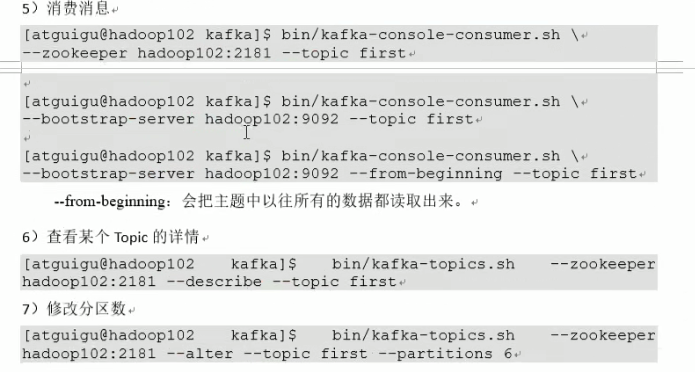 5）消费消息
[atguigu@hadoop102 kafka]$ bin/kafka-console-consumer.sh \
--zookeeper hadoop102:2181 --topic first
[atguigu@hadoop102 kafka]$ bin/kafka-console-consumer.sh \
--bootstrap-server hadoop102:9092 --topic first
[atguigu@hadoop102 kafka]$ bin/kafka-console-consumer.sh \
--bootstrap-server hadoop102:9092 --from-beginning --topic first
--from-beginning：会把主题中以往所有的数据都读取出来。
6）查看某个 Topic 的详情
[atguigu@hadoop102 kafka]$ bin/kafka-topics.sh --zookeeper
hadoop102:2181 --describe --topic first
7）修改分区数
[atguigu@hadoop102 kafka]$ bin/kafka-topics.sh --zookeeper
hadoop102:2181 --alter --topic first --partitions 6